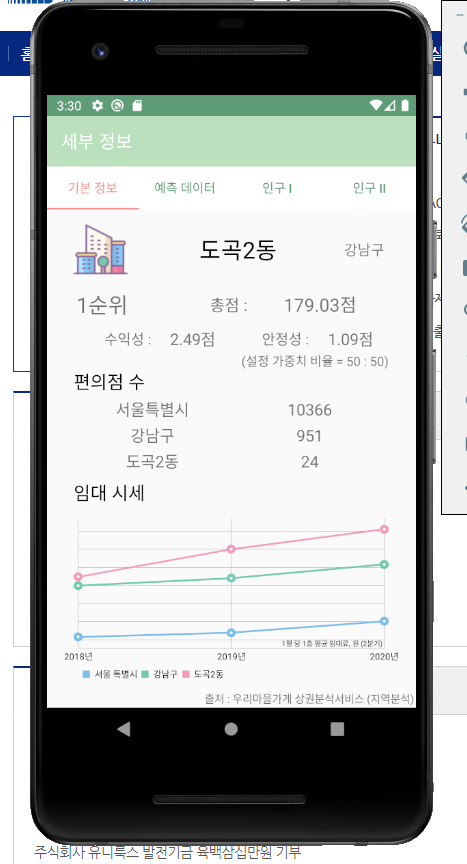 3:30
세부 정보
기본 정보 예측 데이터 인구 I 인구 II
도곡2동 강남구
1순위 총점 : 179.03점
수익성 : 2.49점 안정성 : 1.09점
(설정 가중치 비율 = 50 : 50)
편의점 수
서울특별시 10366
강남구 951
도곡2동 24
임대 시세
1평 당 1층 평균 임대료, 원 (2분기)
2018년 2019년 2020년
서울 특별시 강남구 도곡2동
출처 : 우리마을가게 상권분석서비스 (지역분석)
주식회사 유니룩스 발전기금 육백삼십만원 기부